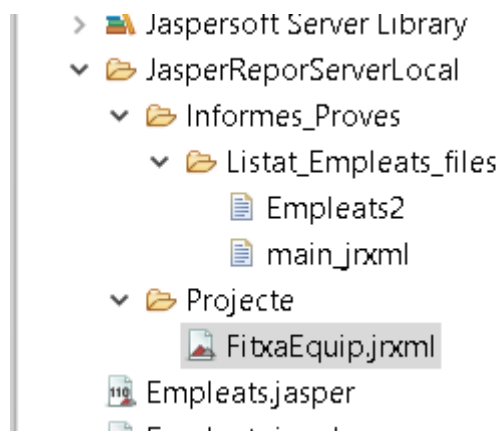 Jaspersoft Server Library
JasperReporServerLocal
Informes_Proves
Listat_Empleats_files
Empleats2
main_jrxml
Projecte
FitxaEquip.jrxml
Empleats.jasper